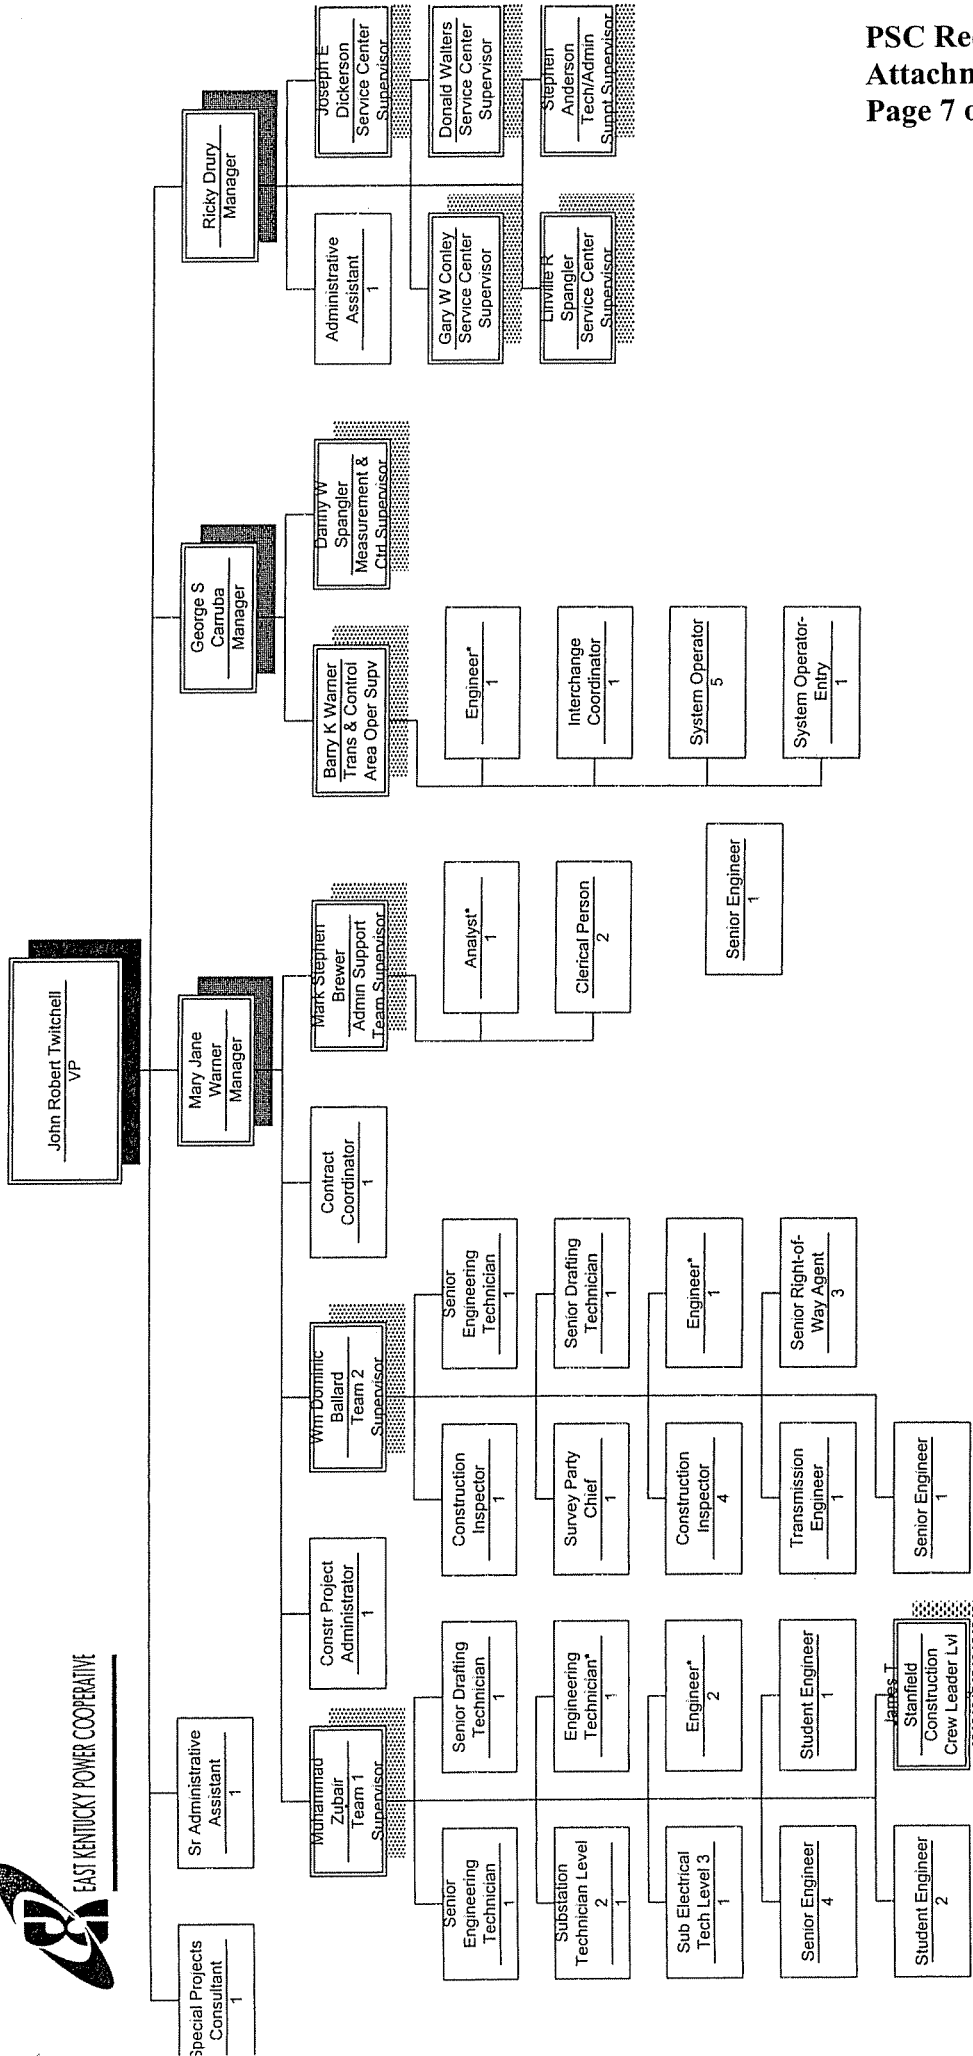 PSC Re
Attachm
Page 7 o
EAST KENTUCKY POWER COOPERATIVE
John Robert Twitchell
VP
Special Projects
Consultant
1
Sr Administrative
Assistant
1
Mary Jane
Warner
Manager
George S
Carruba
Manager
Ricky Drury
Manager
Muhammad
Zubair
Team 1
Supervisor
Constr Project
Administrator
1
Wm Dominic
Ballard
Team 2
Supervisor
Contract
Coordinator
1
Mark Stephen
Brewer
Admin Support
Team Supervisor
Barry K Warner
Trans & Control
Area Oper Supv
Danny W
Spangler
Measurement &
Ctrl Supervisor
Administrative
Assistant
1
Joseph E
Dickerson
Service Center
Supervisor
Gary W Conley
Service Center
Supervisor
Donald Walters
Service Center
Supervisor
Linville R
Spangler
Service Center
Supervisor
Stephen
Anderson
Tech/Admin
Suppt Supervisor
Senior
Engineering
Technician
1
Senior Drafting
Technician
1
Substation
Technician Level
2
1
Engineering
Technician*
1
Sub Electrical
Tech Level 3
1
Engineer*
2
Senior Engineer
4
Student Engineer
1
Student Engineer
2
James T
Stanfield
Construction
Crew Leader Lvl
Construction
Inspector
1
Senior
Engineering
Technician
1
Survey Party
Chief
1
Senior Drafting
Technician
1
Construction
Inspector
4
Engineer*
1
Transmission
Engineer
1
Senior Right-of-
Way Agent
3
Senior Engineer
1
Analyst*
1
Clerical Person
2
Senior Engineer
1
Engineer*
1
Interchange
Coordinator
1
System Operator
5
System Operator-
Entry
1